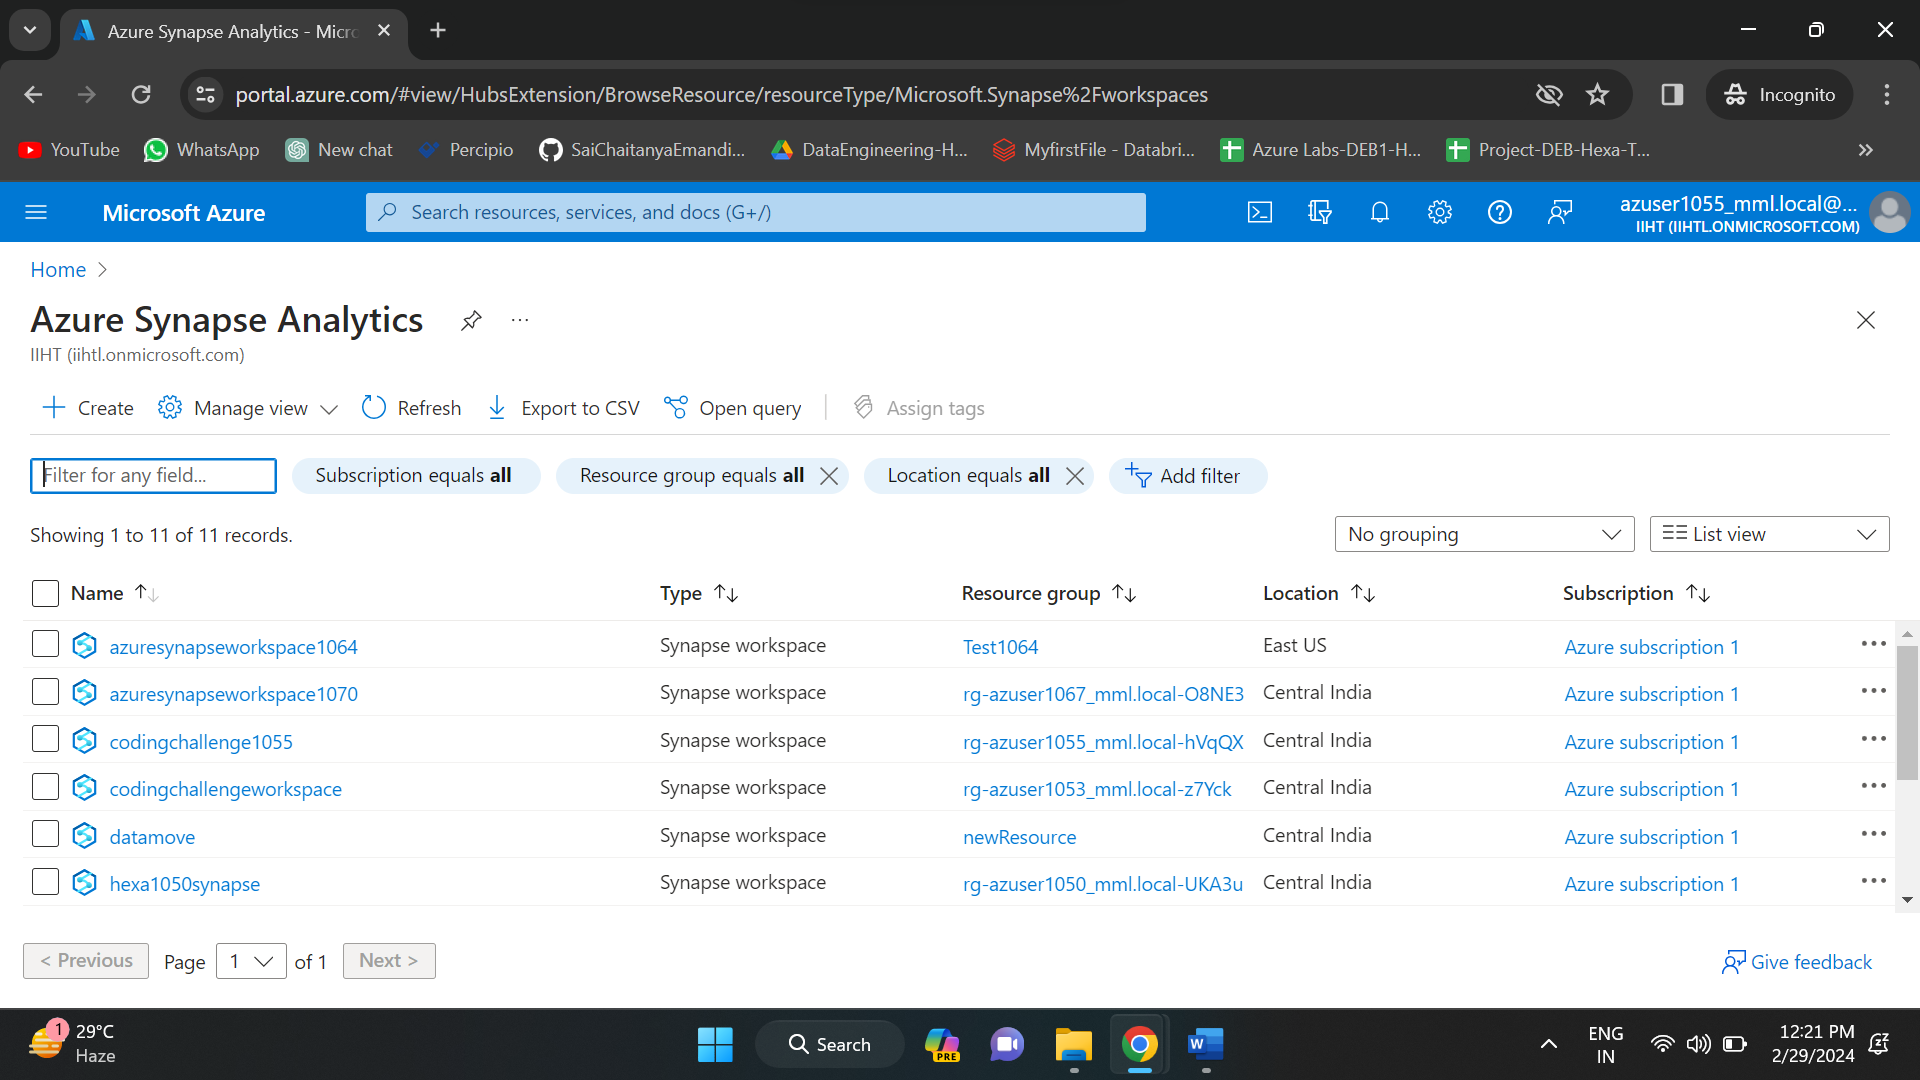 Azure Synapse Analytics - Micro
portal.azure.com/#view/HubsExtension/BrowseResource/resourceType/Microsoft.Synapse%2Fworkspaces
Incognito
YouTube WhatsApp New chat Percipio SaiChaitanyaEmandi... DataEngineering-H... MyfirstFile - Databri... Azure Labs-DEB1-H... Project-DEB-Hexa-T...
Microsoft Azure
Search resources, services, and docs (G+/)
azuser1055_mml.local@...
IIHT (IIHTL.ONMICROSOFT.COM)
Home
Azure Synapse Analytics
IIHT (iihtl.onmicrosoft.com)
Create Manage view Refresh Export to CSV Open query Assign tags
Filter for any field... Subscription equals all Resource group equals all Location equals all Add filter
Showing 1 to 11 of 11 records.
No grouping List view
Name Type Resource group Location Subscription
azuresynapseworkspace1064 Synapse workspace Test1064 East US Azure subscription 1
azuresynapseworkspace1070 Synapse workspace rg-azuser1067_mml.local-O8NE3 Central India Azure subscription 1
codingchallenge1055 Synapse workspace rg-azuser1055_mml.local-hVqQX Central India Azure subscription 1
codingchallengeworkspace Synapse workspace rg-azuser1053_mml.local-z7Yck Central India Azure subscription 1
datamove Synapse workspace newResource Central India Azure subscription 1
hexa1050synapse Synapse workspace rg-azuser1050_mml.local-UKA3u Central India Azure subscription 1
< Previous Page 1 of 1 Next >
Give feedback
1
29°C
Haze
Search
PRE
W
ENG
IN
12:21 PM
2/29/2024